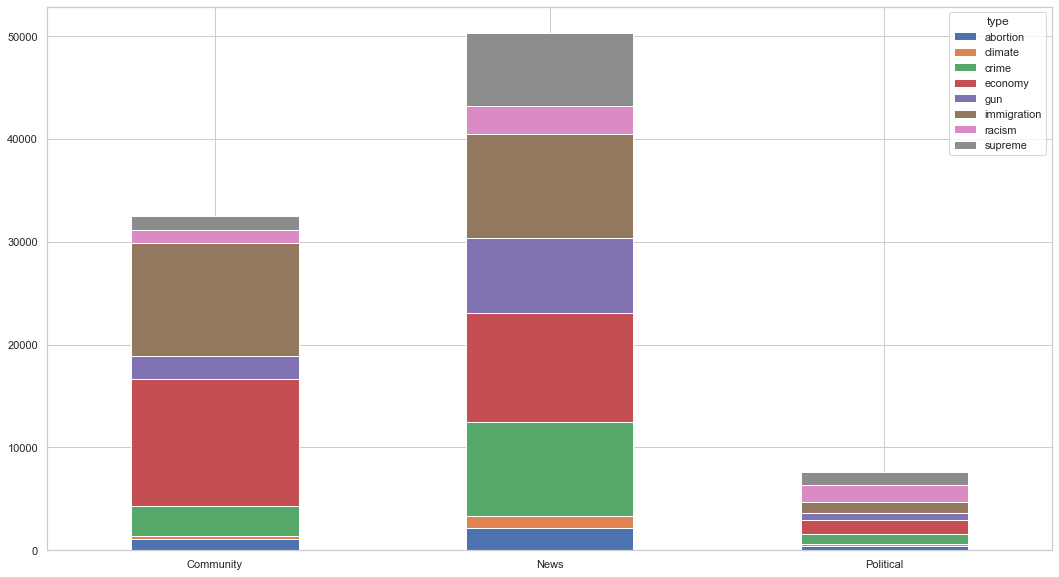 50000
40000
30000
20000
10000
0
Community
News
Political
type
abortion
climate
crime
economy
gun
immigration
racism
supreme